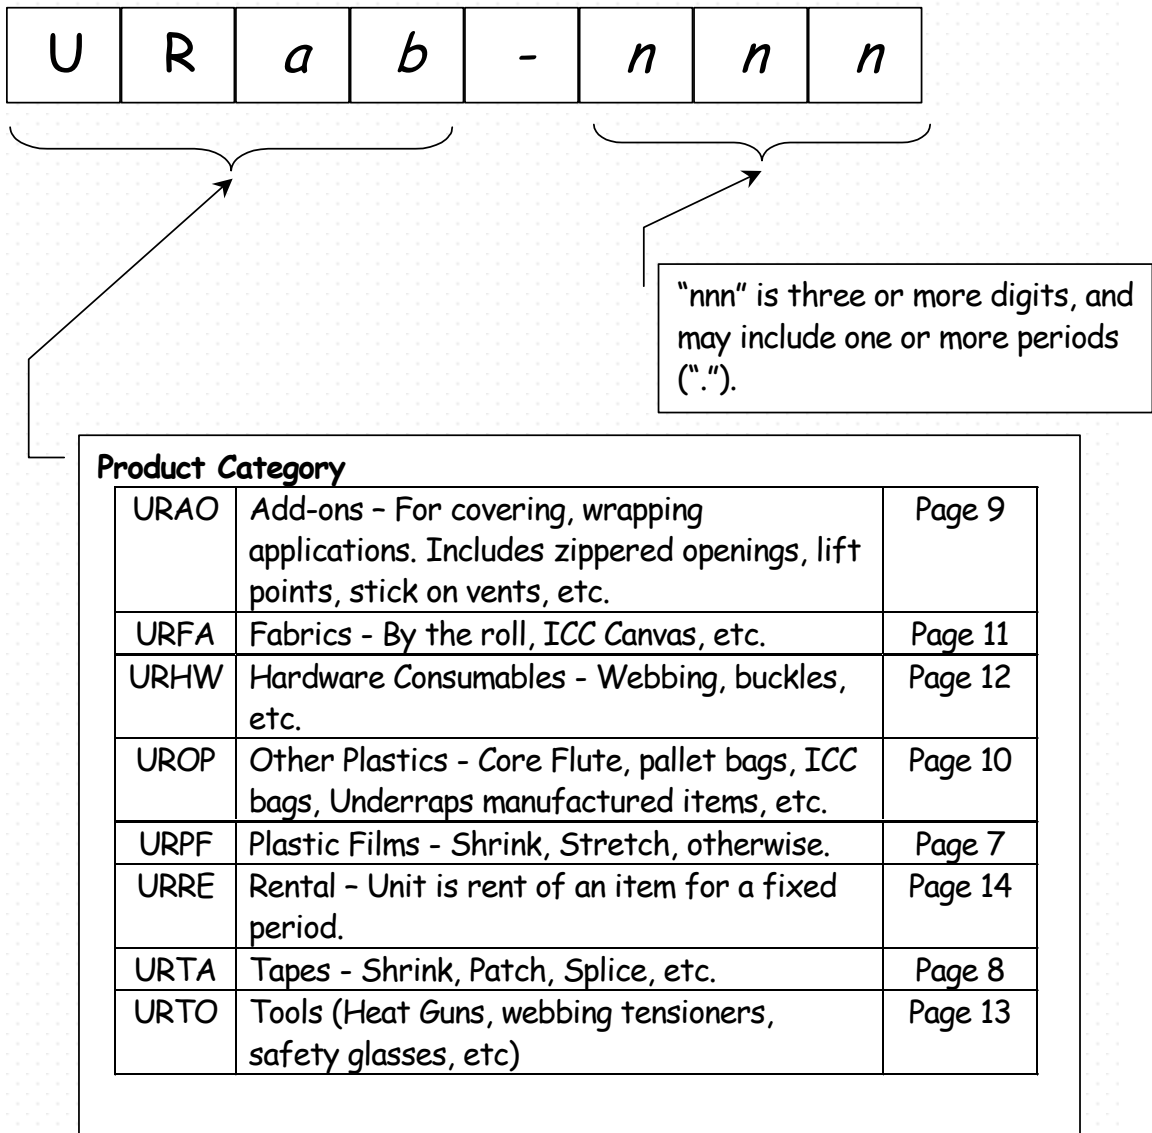 U R a b - n n n
“nnn” is three or more digits, and
may include one or more periods
(“.”).
Product Category
URAO Add-ons – For covering, wrapping Page 9
applications. Includes zippered openings, lift
points, stick on vents, etc.
URFA Fabrics - By the roll, ICC Canvas, etc. Page 11
URHW Hardware Consumables - Webbing, buckles, Page 12
etc.
UROP Other Plastics - Core Flute, pallet bags, ICC Page 10
bags, Underraps manufactured items, etc.
URPF Plastic Films - Shrink, Stretch, otherwise. Page 7
URRE Rental – Unit is rent of an item for a fixed Page 14
period.
URTA Tapes - Shrink, Patch, Splice, etc. Page 8
URTO Tools (Heat Guns, webbing tensioners, Page 13
safety glasses, etc)